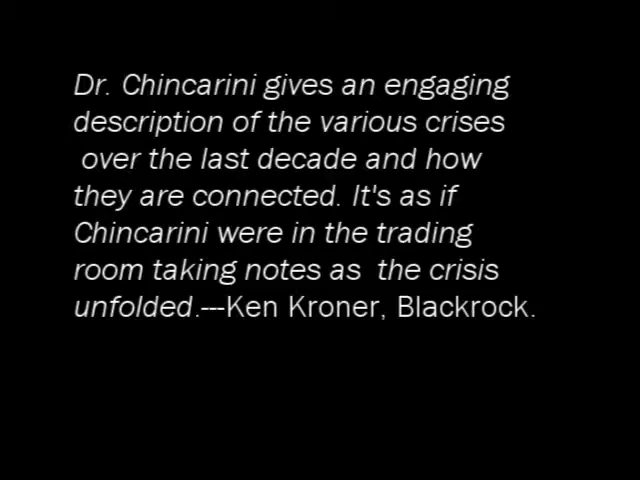 Dr. Chincarini gives an engaging
description of the various crises
over the last decade and how
they are connected. It's as if
Chincarini were in the trading
room taking notes as  the crisis
unfolded.---Ken Kroner, Blackrock.